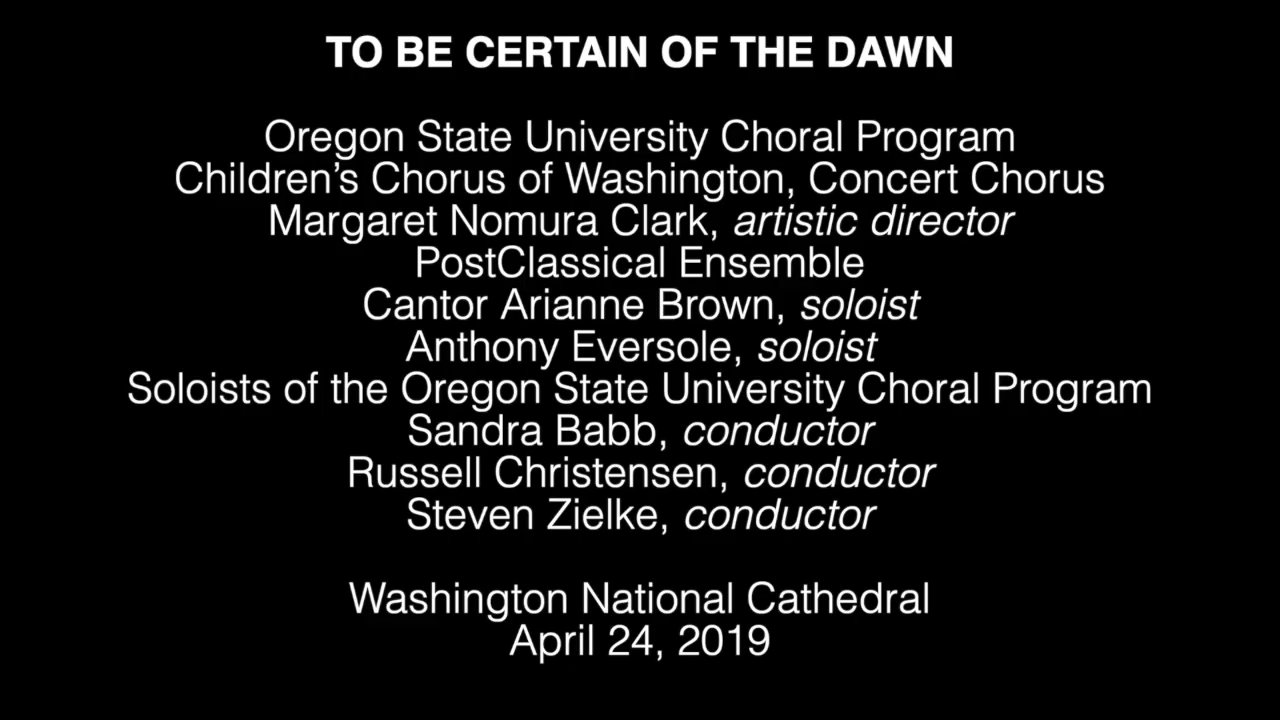 TO BE CERTAIN OF THE DAWN
Oregon State University Choral Program
Children’s Chorus of Washington, Concert Chorus
Margaret Nomura Clark, artistic director
PostClassical Ensemble
Cantor Arianne Brown, soloist
Anthony Eversole, soloist
Soloists of the Oregon State University Choral Program
Sandra Babb, conductor
Russell Christensen, conductor
Steven Zielke, conductor
Washington National Cathedral
April 24, 2019